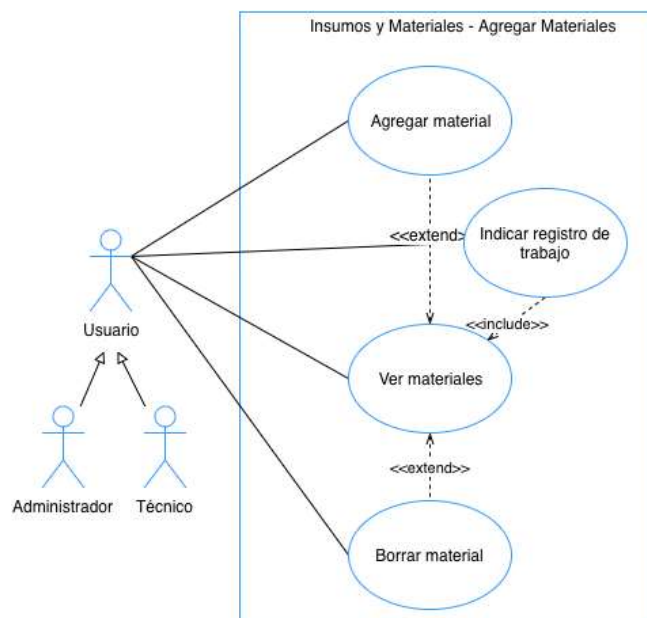 Insumos y Materiales - Agregar Materiales
Agregar material
<<extend>
Indicar registro de
trabajo
Usuario
<<include>>
Ver materiales
<<extend>>
Administrador
Técnico
Borrar material